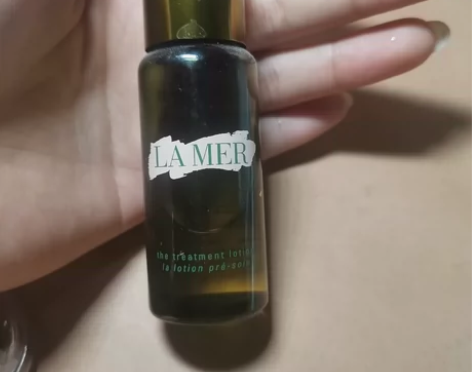 LA MER
the treatment lotion
la lotion pré-soin